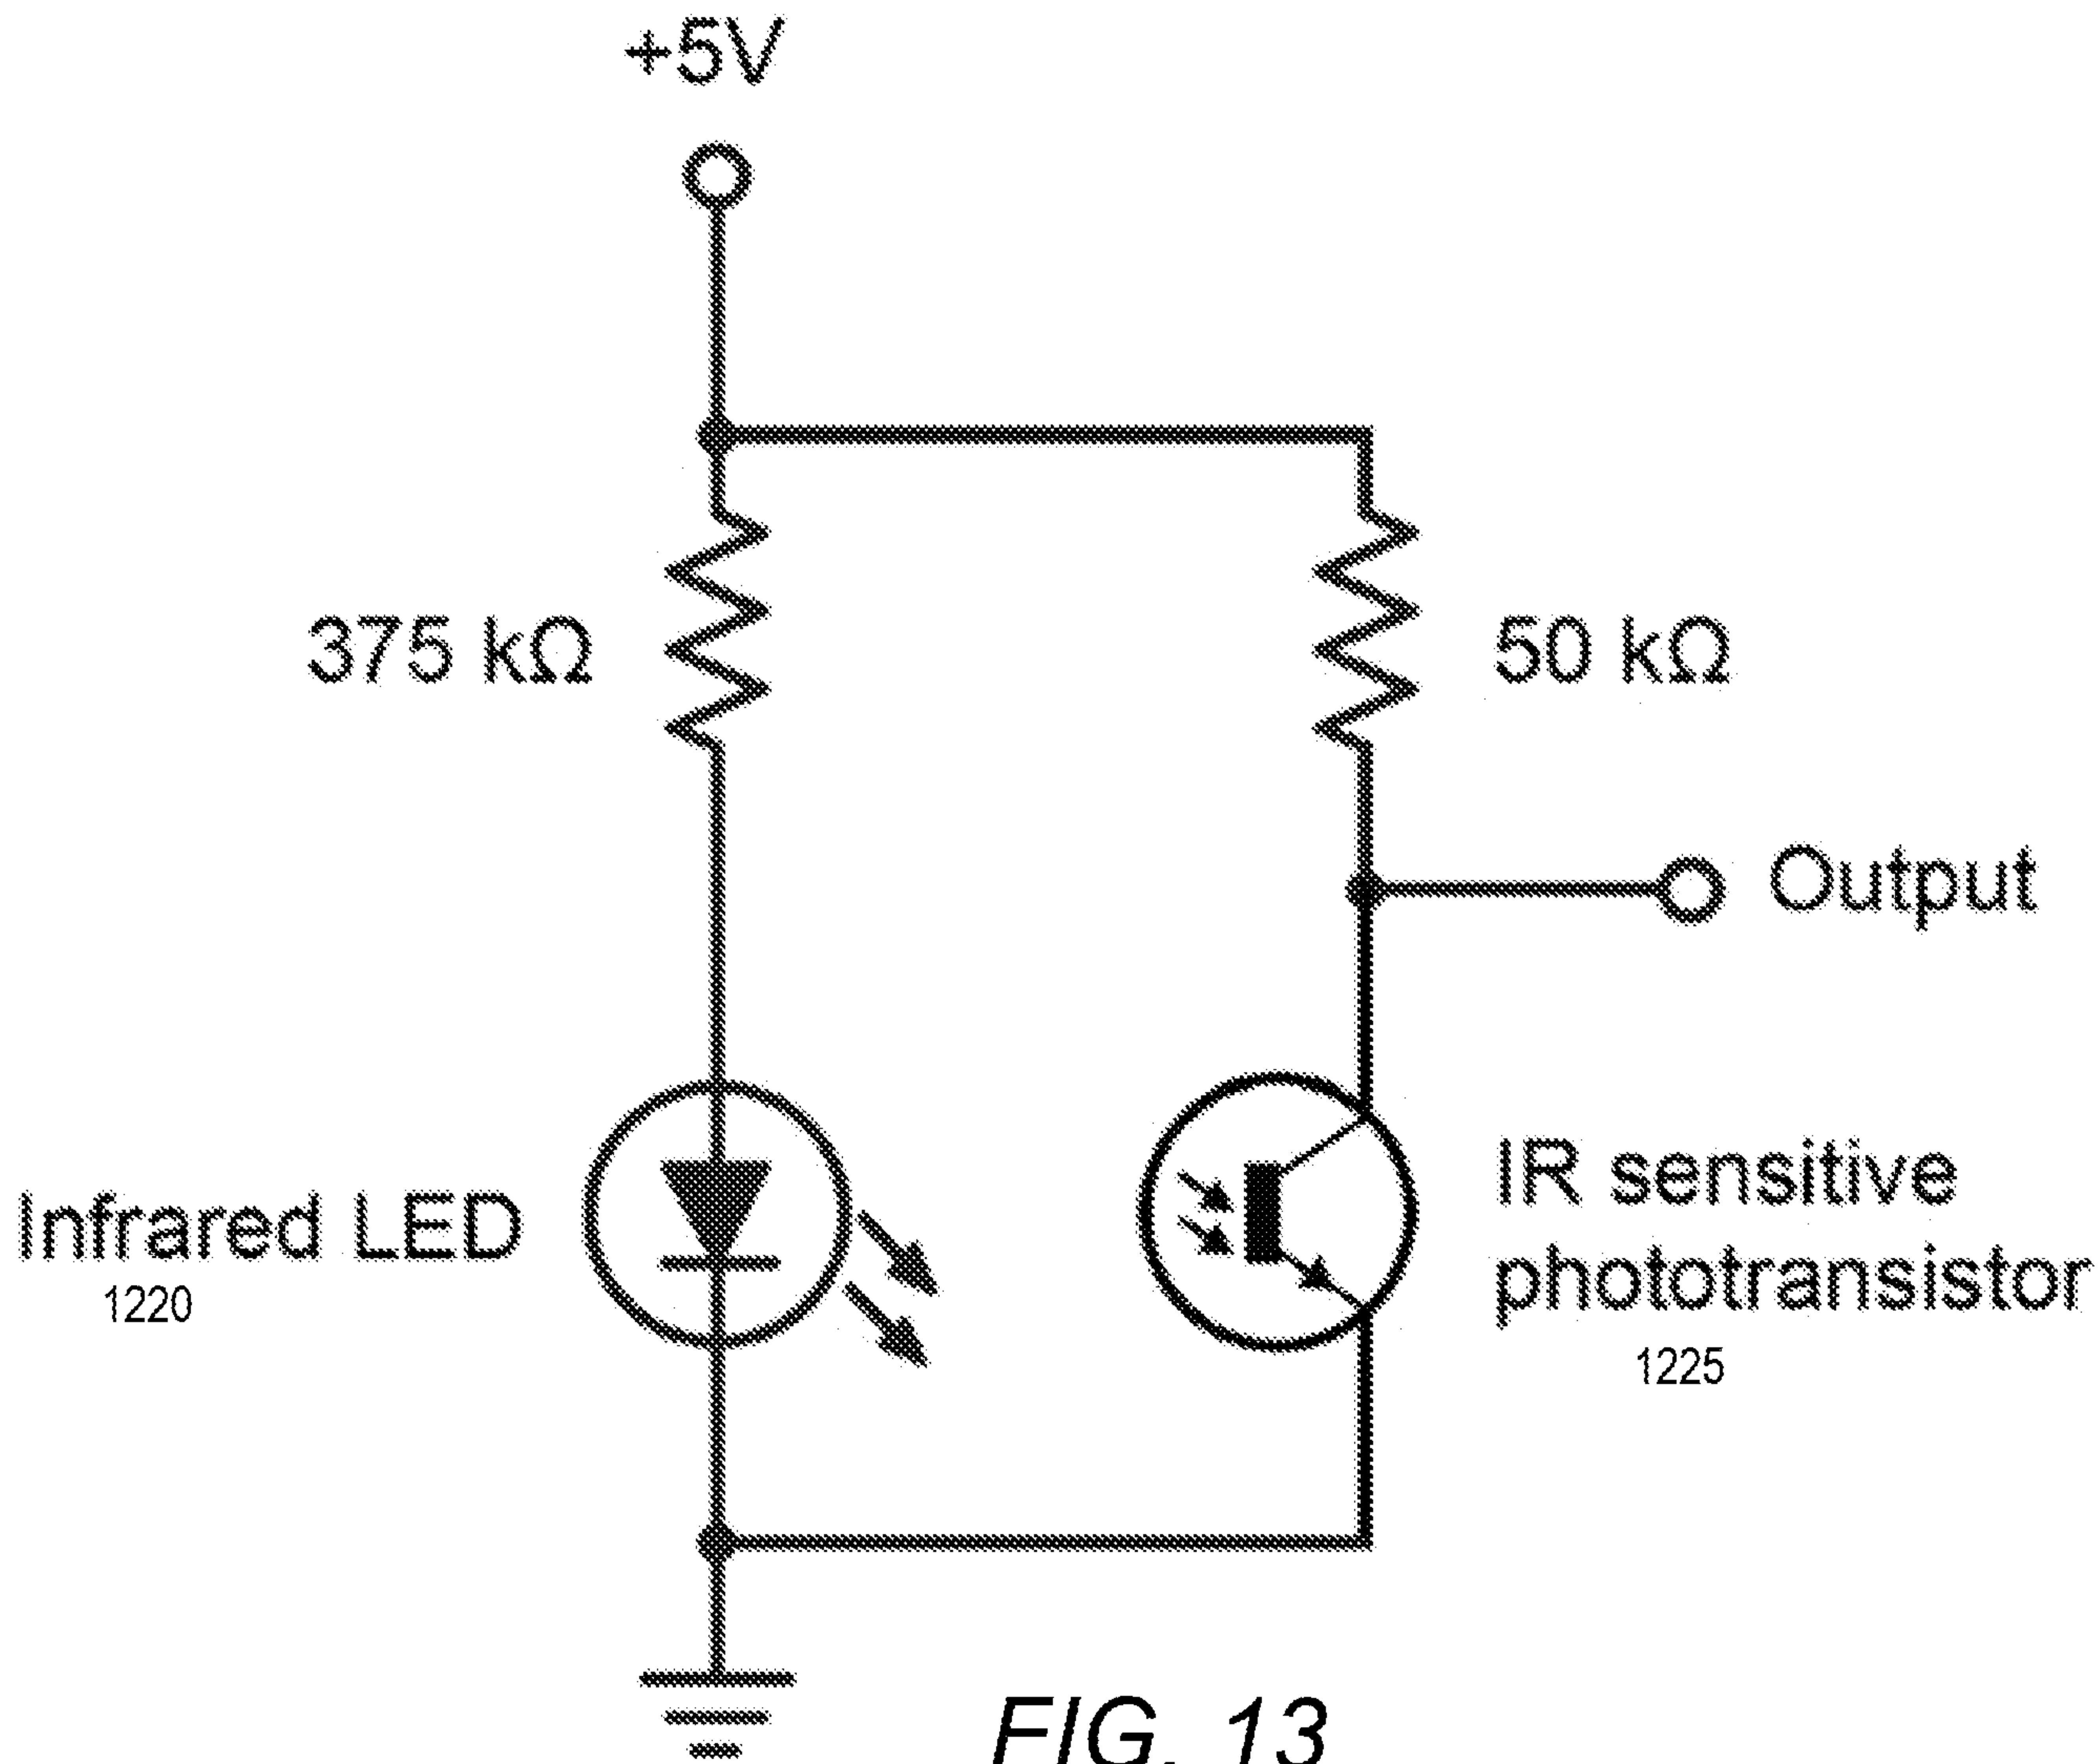 +5V
375 kΩ
50 kΩ
Output
Infrared LED
1220
IR sensitive
phototransistor
1225
FIG. 13